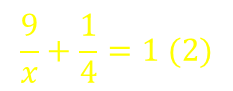 9/x + 1/4 = 1 (2)